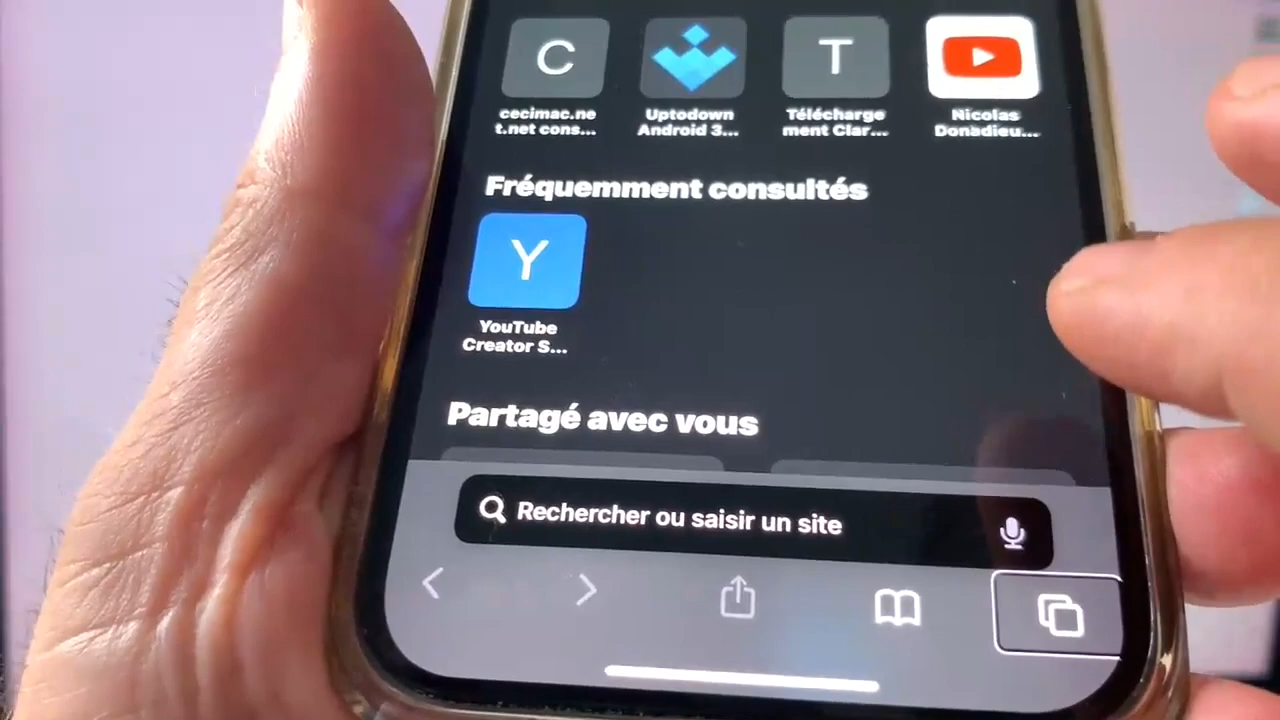 C
T
cecimac.ne
t.net cons...
Uptodown
Android 3...
Télécharge
ment Clar...
Nicolas
Donadieu...
Fréquemment consultés
Y
YouTube
Creator S...
Partagé avec vous
Rechercher ou saisir un site